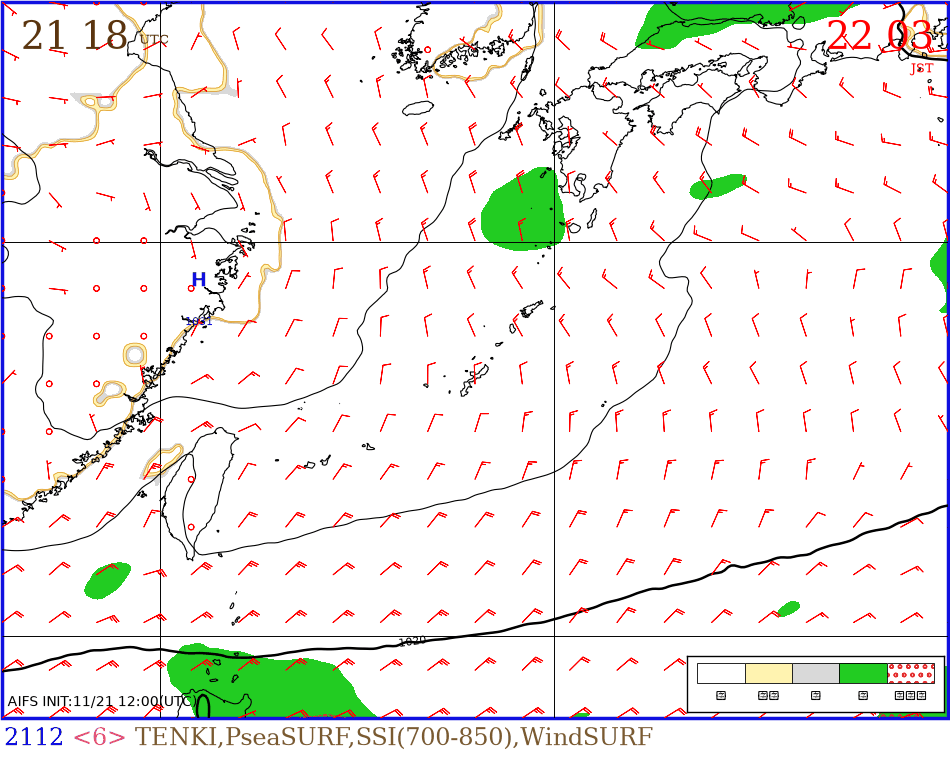 21 18 UTC
22 03
JST
H
1031
1020
AIFS INIT:11/21 12:00(UTC)
2112 <6> TENKI,PseaSURF,SSI(700-850),WindSURF